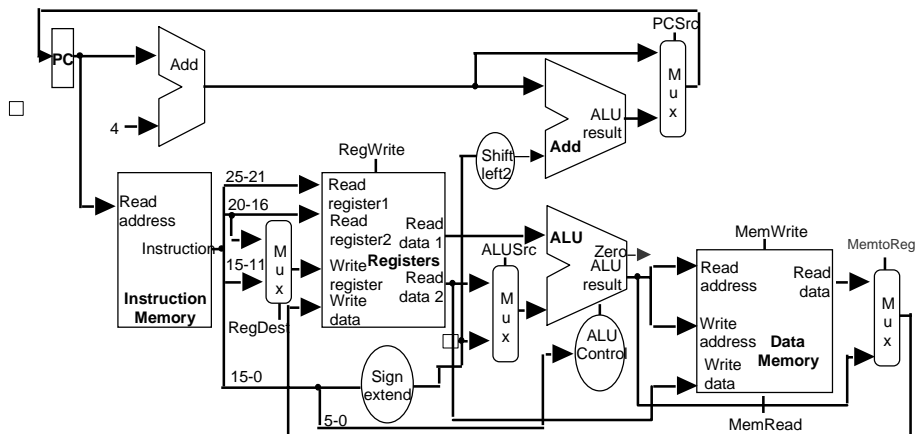 PCSrc
PC
Add
M
u
x
4
ALU
result
Add
Shift
left2
RegWrite
25-21
Read
register1
Read
address
20-16
Read
register2
Read
data 1
ALU
Zero
ALU
result
MemWrite
MemtoReg
Instruction
M
u
x
ALUSrc
Registers
Read
data 2
Write
register
Write
data
15-11
Instruction
Memory
RegDest
M
u
x
Read
address
Read
data
M
u
x
Write
address
Data
Memory
Write
data
ALU
Control
15-0
Sign
extend
5-0
MemRead